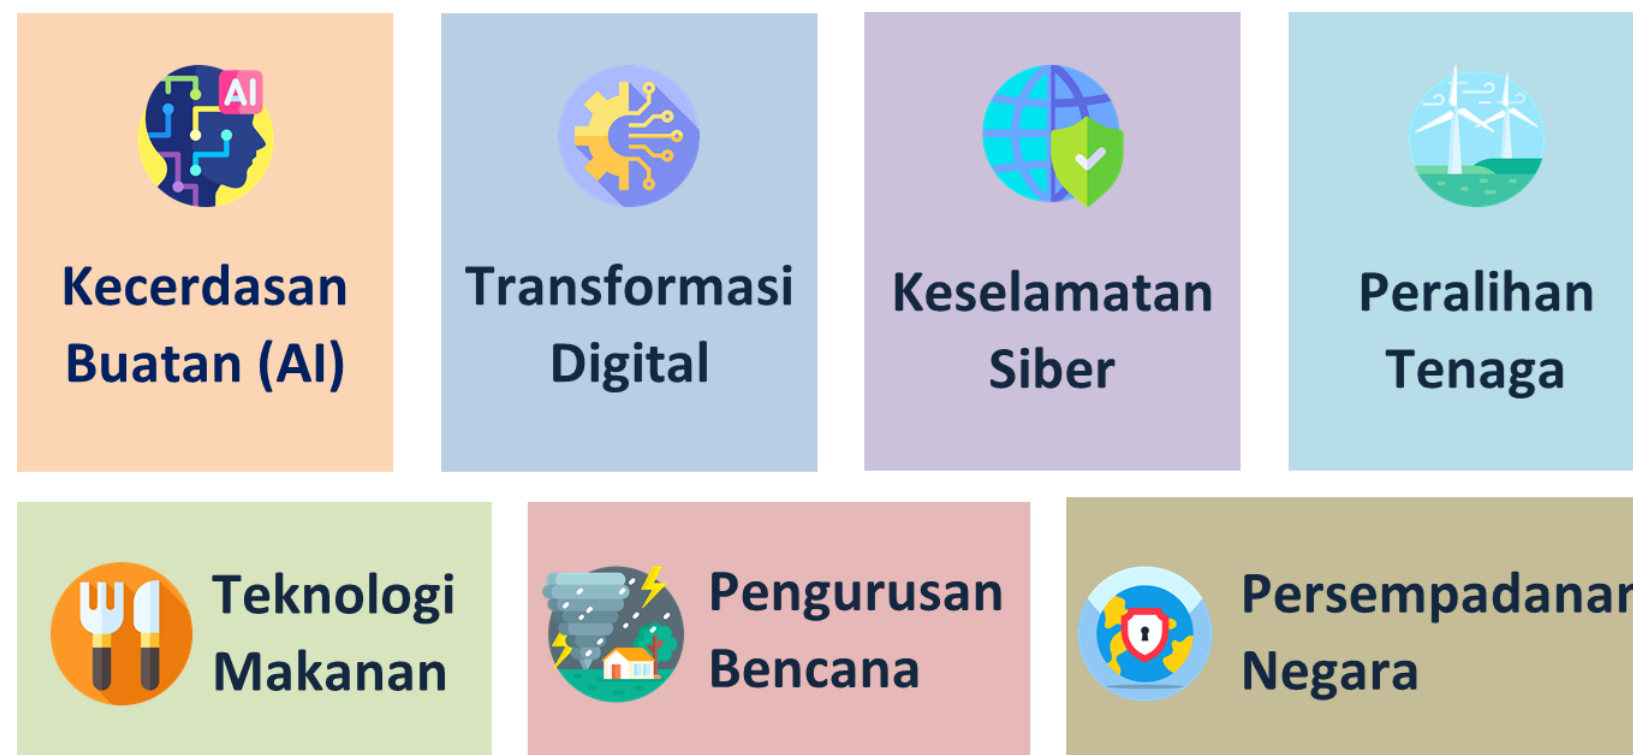 AI
Kecerdasan
Buatan (AI)
Transformasi
Digital
Keselamatan
Siber
Peralihan
Tenaga
Teknologi
Makanan
Pengurusan
Bencana
Persempadanan
Negara